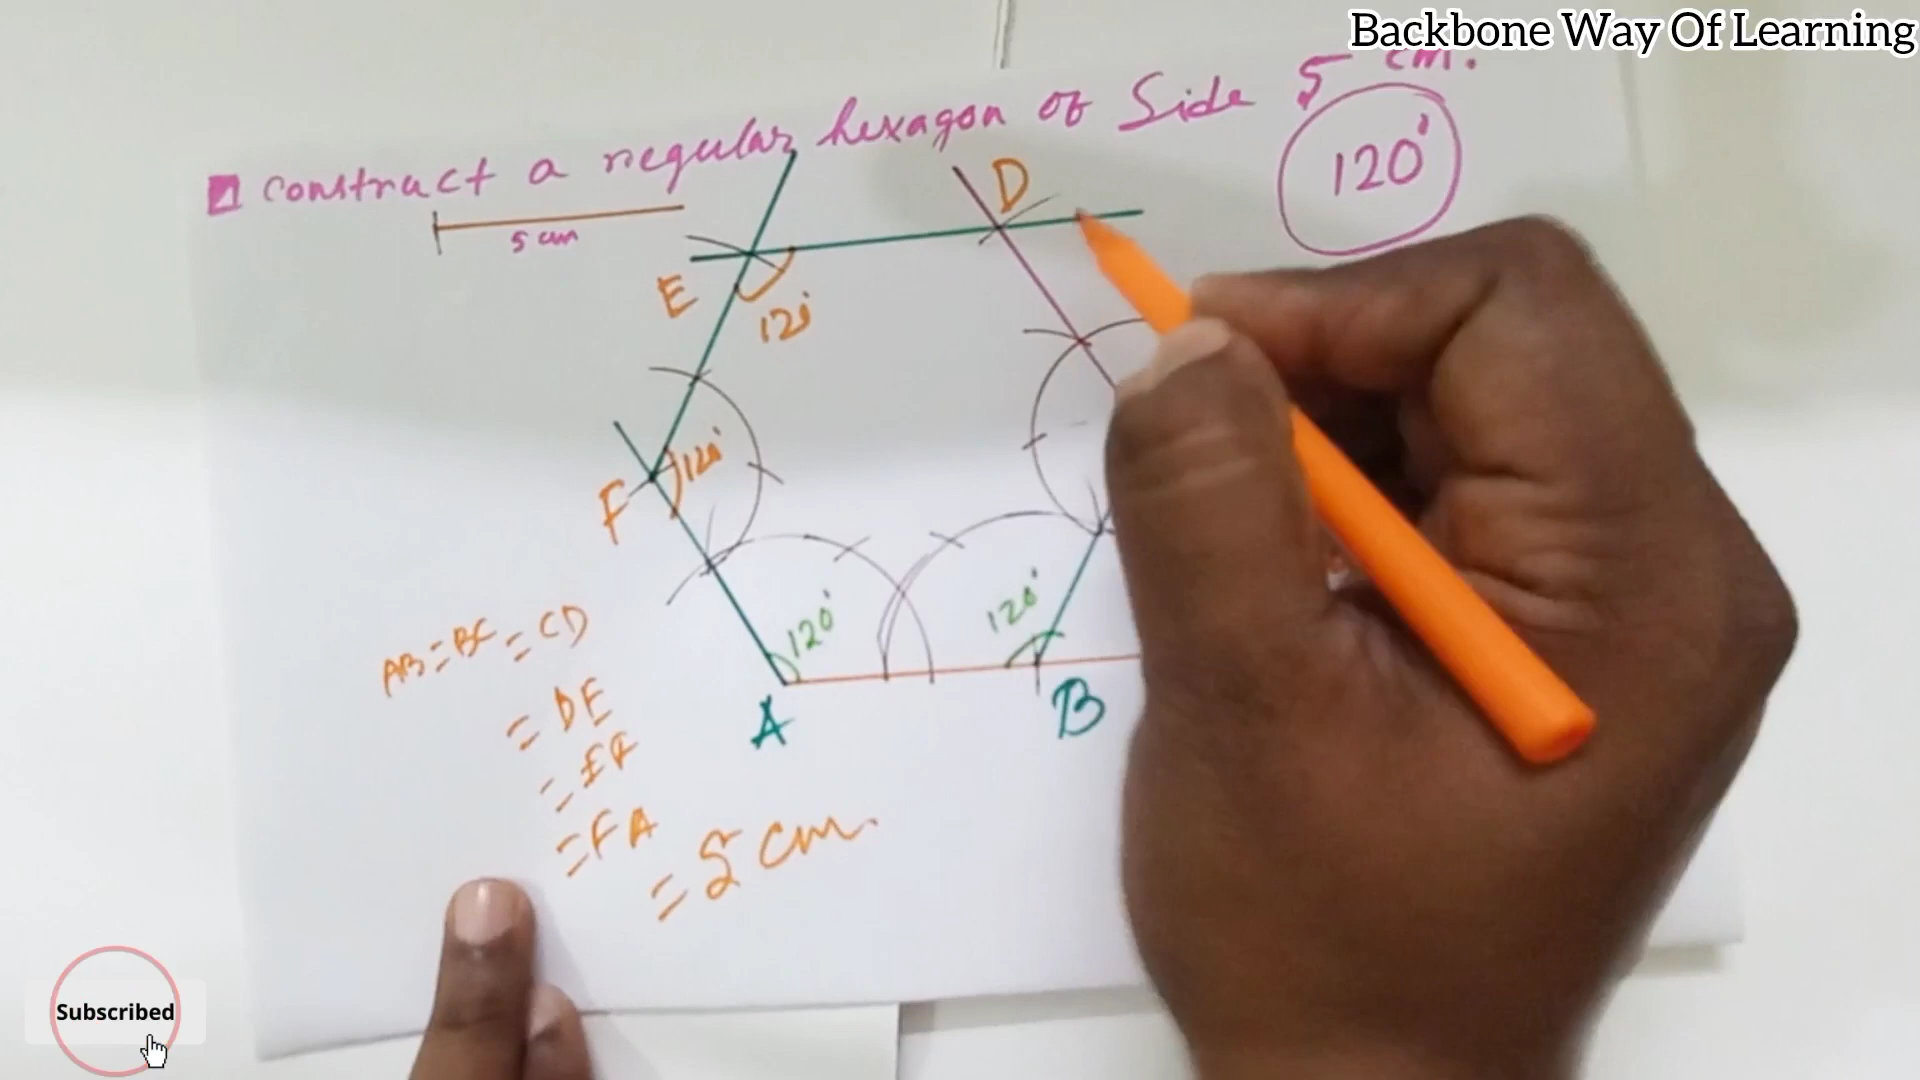 Backbone Way Of Learning
construct a regular hexagon of Side 5 cm.
120°
5 cm
D
E
120°
F
120°
120°
120°
A
B
AB=BC=CD
=DE
=EF
=FA
=5 cm.
Subscribed